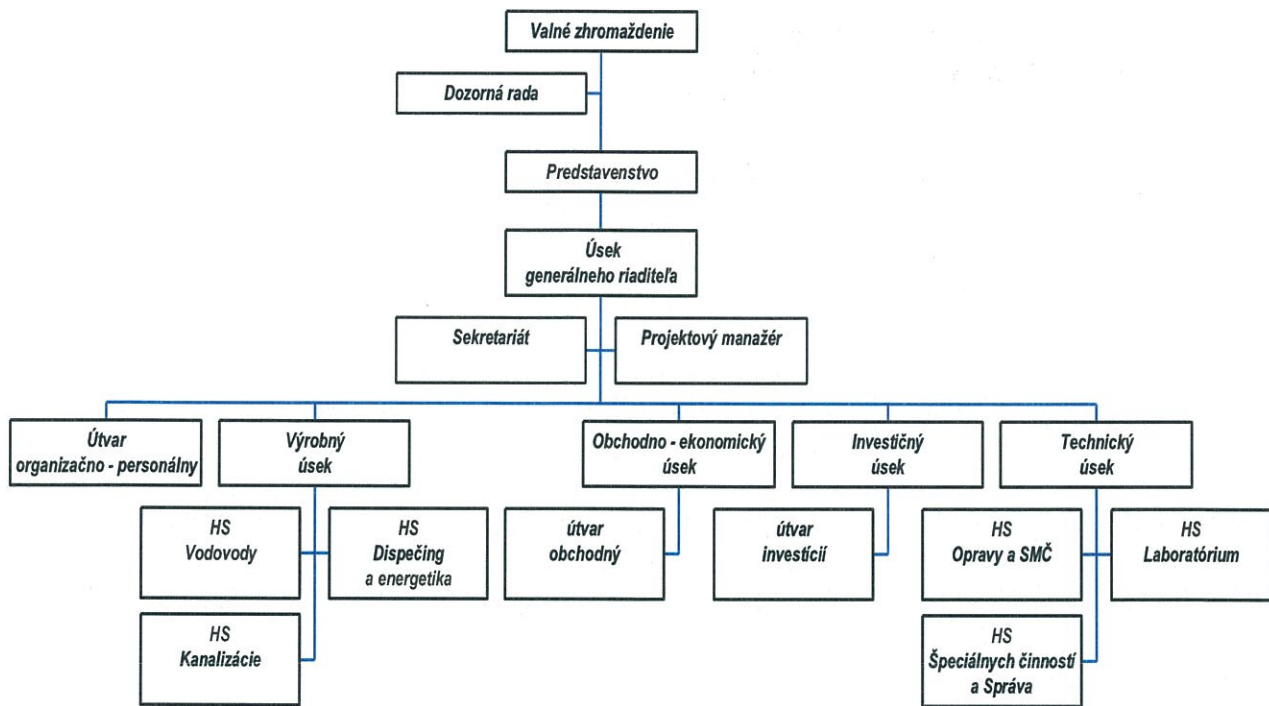 Valné zhromaždenie
Dozorná rada
Predstavenstvo
Úsek
generálneho riaditeľa
Sekretariát
Projektový manažér
Útvar
organizačno - personálny
Výrobný
úsek
Obchodno - ekonomický
úsek
Investičný
úsek
Technický
úsek
HS
Vodovody
HS
Dispečing
a energetika
útvar
obchodný
útvar
investícií
HS
Opravy a SMČ
HS
Laboratórium
HS
Kanalizácie
HS
Špeciálnych činností
a Správa